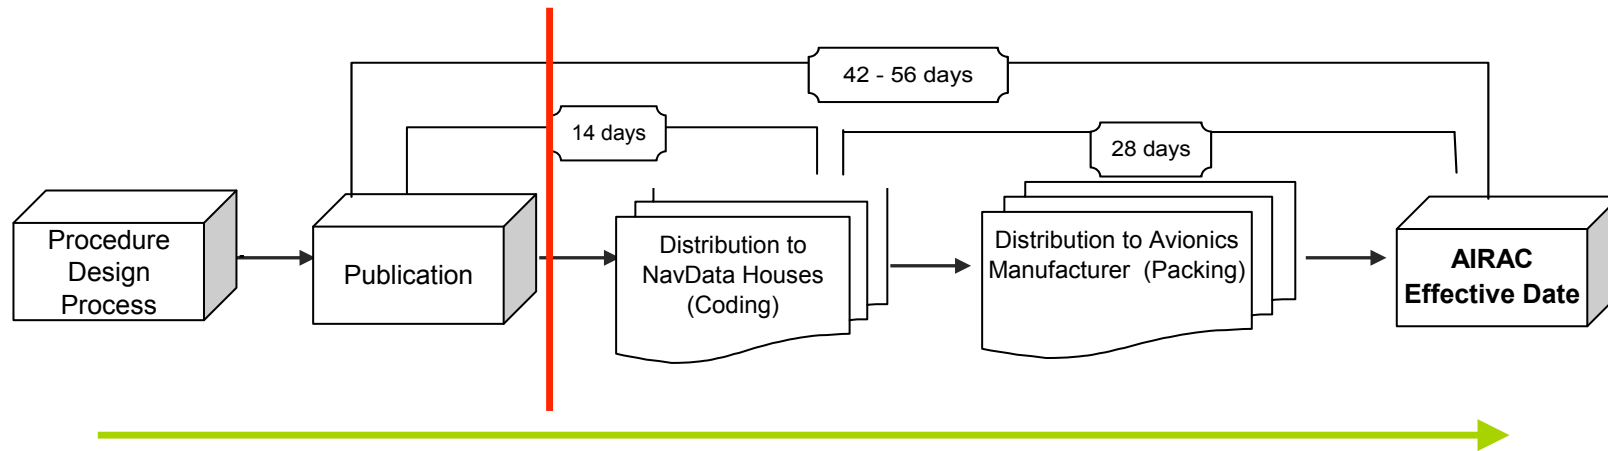 42 - 56 days
14 days
28 days
Procedure
Design
Process
Publication
Distribution to
NavData Houses
(Coding)
Distribution to Avionics
Manufacturer (Packing)
AIRAC
Effective Date